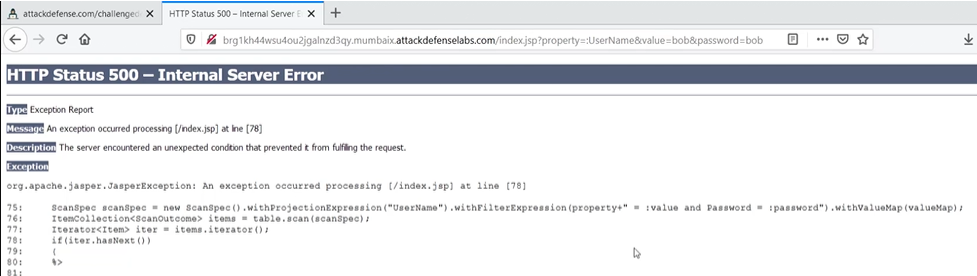 attackdefense.com/challenged
HTTP Status 500 – Internal Server E
brg1kh44wsu4ou2jgalnzd3qy.mumbaix.attackdefenselabs.com/index.jsp?property=:UserName&value=bob&password=bob
HTTP Status 500 – Internal Server Error
Type Exception Report
Message An exception occurred processing [/index.jsp] at line [78]
Description The server encountered an unexpected condition that prevented it from fulfilling the request.
Exception
org.apache.jasper.JasperException: An exception occurred processing [/index.jsp] at line [78]
75: ScanSpec scanSpec = new ScanSpec().withProjectionExpression("UserName").withFilterExpression(property+" = :value and Password = :password").withValueMap(valueMap);
76: ItemCollection<ScanOutcome> items = table.scan(scanSpec);
77: Iterator<Item> iter = items.iterator();
78: if(iter.hasNext())
79: {
80: %>
81: